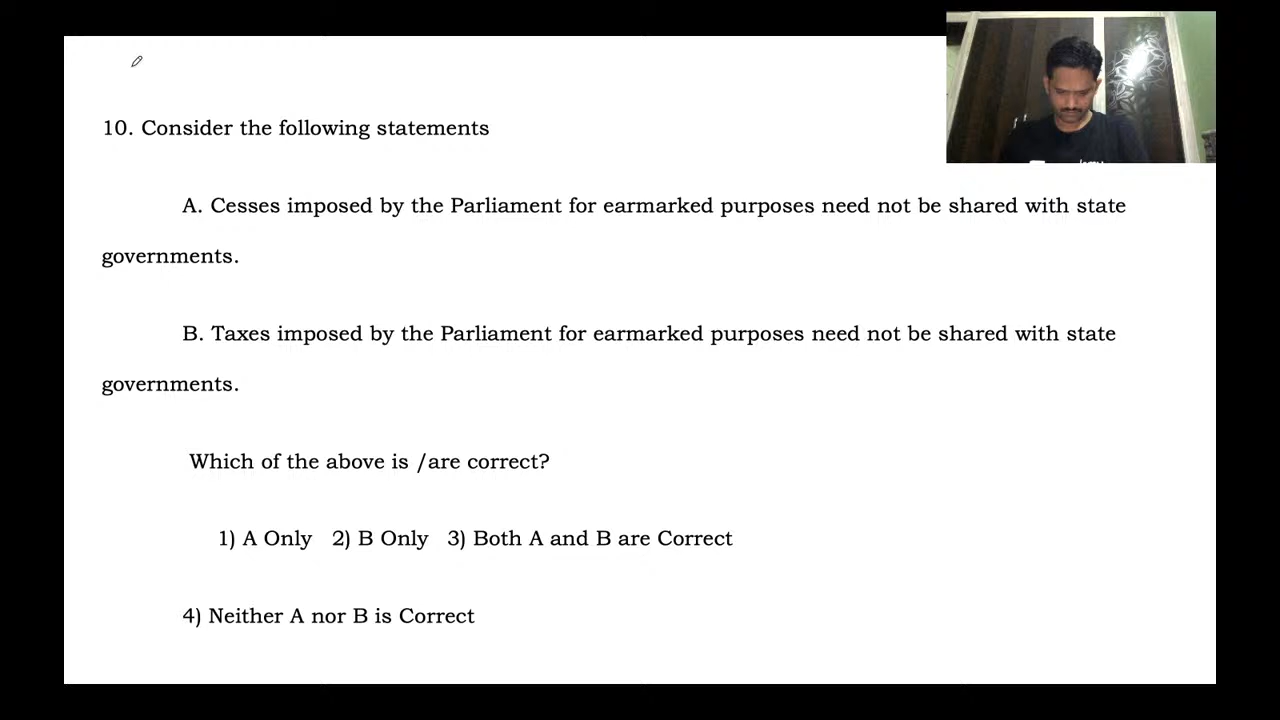 10. Consider the following statements
A. Cesses imposed by the Parliament for earmarked purposes need not be shared with state
governments.
B. Taxes imposed by the Parliament for earmarked purposes need not be shared with state
governments.
Which of the above is /are correct?
1) A Only 2) B Only 3) Both A and B are Correct
4) Neither A nor B is Correct